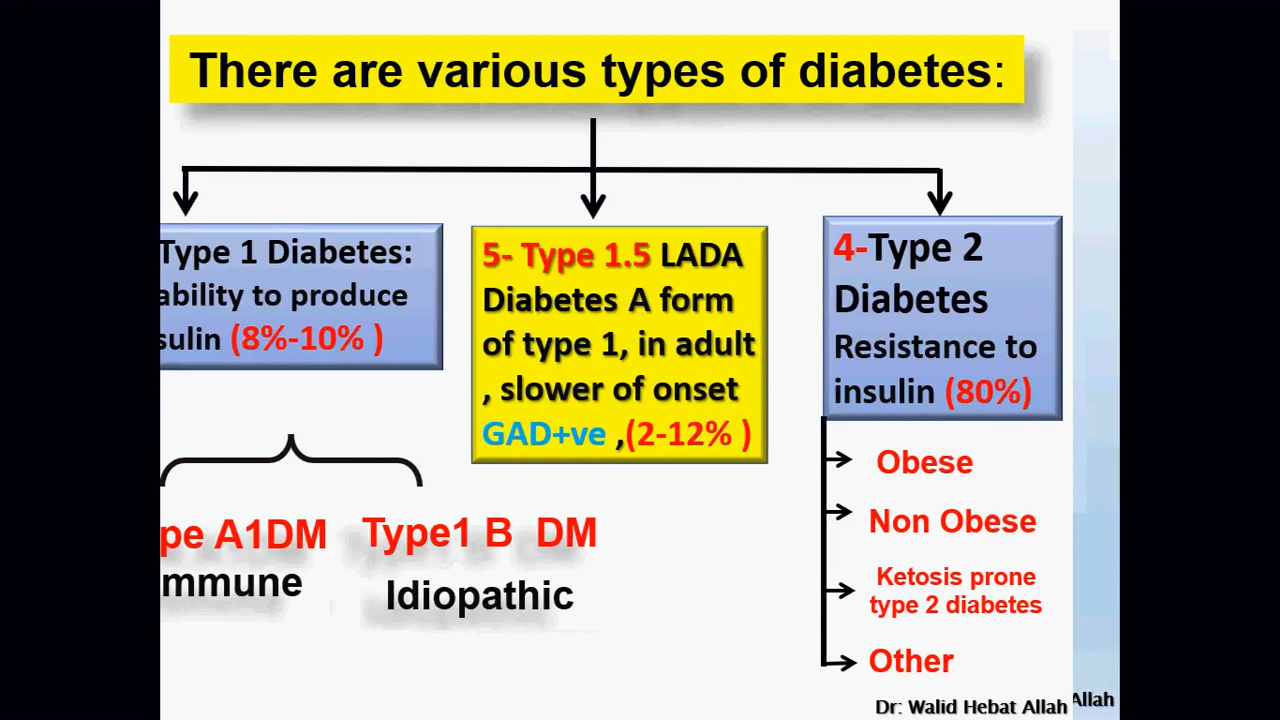 There are various types of diabetes:
Type 1 Diabetes:
ability to produce
sulin (8%-10% )
5- Type 1.5 LADA
Diabetes A form
of type 1, in adult
, slower of onset
GAD+ve ,(2-12% )
4-Type 2
Diabetes
Resistance to
insulin (80%)
Obese
Non Obese
Ketosis prone
type 2 diabetes
Other
pe A1DM
mmune
Type1 B DM
Idiopathic
Dr: Walid Hebat Allah
Allah